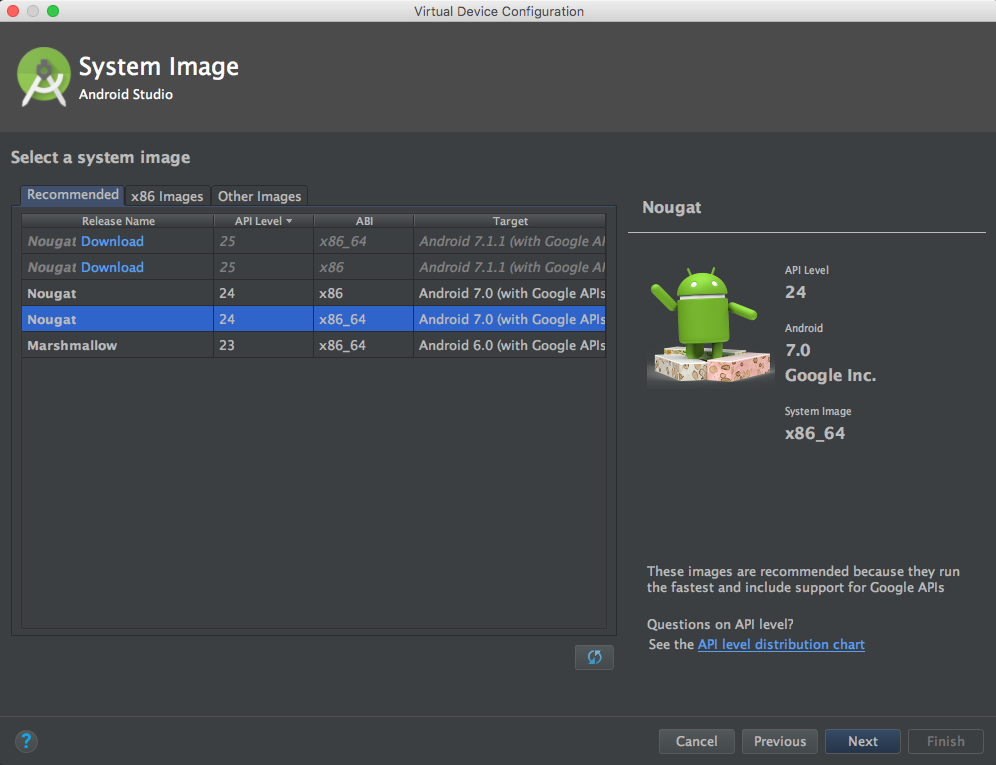 Virtual Device Configuration
System Image
Android Studio
Select a system image
Recommended x86 Images Other Images
Release Name API Level ABI Target
Nougat Download 25 x86_64 Android 7.1.1 (with Google AI
Nougat Download 25 x86 Android 7.1.1 (with Google AI
Nougat 24 x86 Android 7.0 (with Google APIs
Nougat 24 x86_64 Android 7.0 (with Google APIs
Marshmallow 23 x86_64 Android 6.0 (with Google APIs
Nougat
API Level
24
Android
7.0
Google Inc.
System Image
x86_64
These images are recommended because they run
the fastest and include support for Google APIs
Questions on API level?
See the API level distribution chart
?
Cancel Previous Next Finish